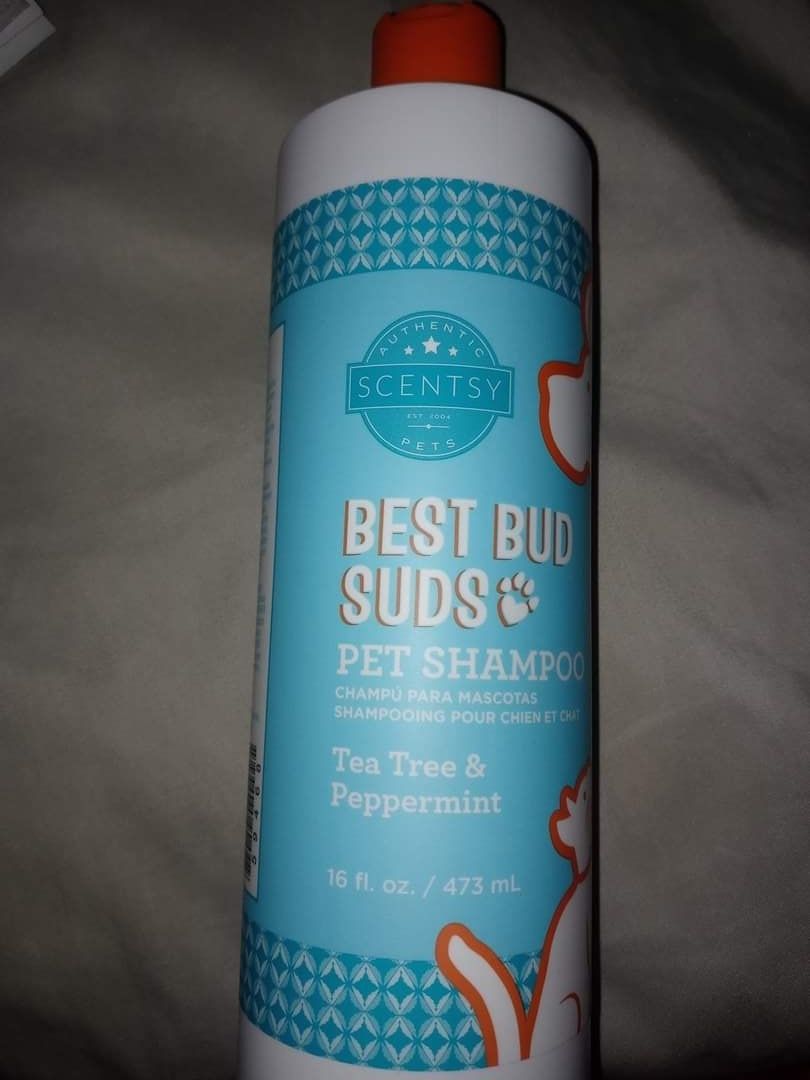 AUTHENTIC
SCENTSY
EST. 2004
PETS
BEST BUD
SUDS
PET SHAMPOO
CHAMPÚ PARA MASCOTAS
SHAMPOOING POUR CHIEN ET CHAT
Tea Tree &
Peppermint
16 fl. oz. / 473 mL